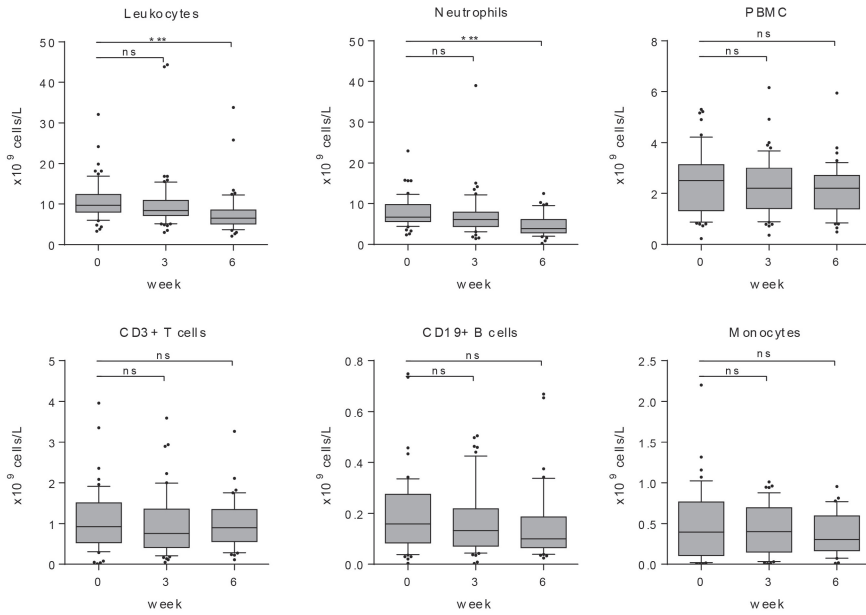 Leukocytes
***
ns
50
40
30
20
10
0
x10^9 cells/L
0 3 6
week
Neutrophils
***
ns
50
40
30
20
10
0
x10^9 cells/L
0 3 6
week
PBMC
ns
ns
8
6
4
2
0
x10^9 cells/L
0 3 6
week
CD3+ T cells
ns
ns
5
4
3
2
1
0
x10^9 cells/L
0 3 6
week
CD19+ B cells
ns
ns
0.8
0.6
0.4
0.2
0.0
x10^9 cells/L
0 3 6
week
Monocytes
ns
ns
2.5
2.0
1.5
1.0
0.5
0.0
x10^9 cells/L
0 3 6
week